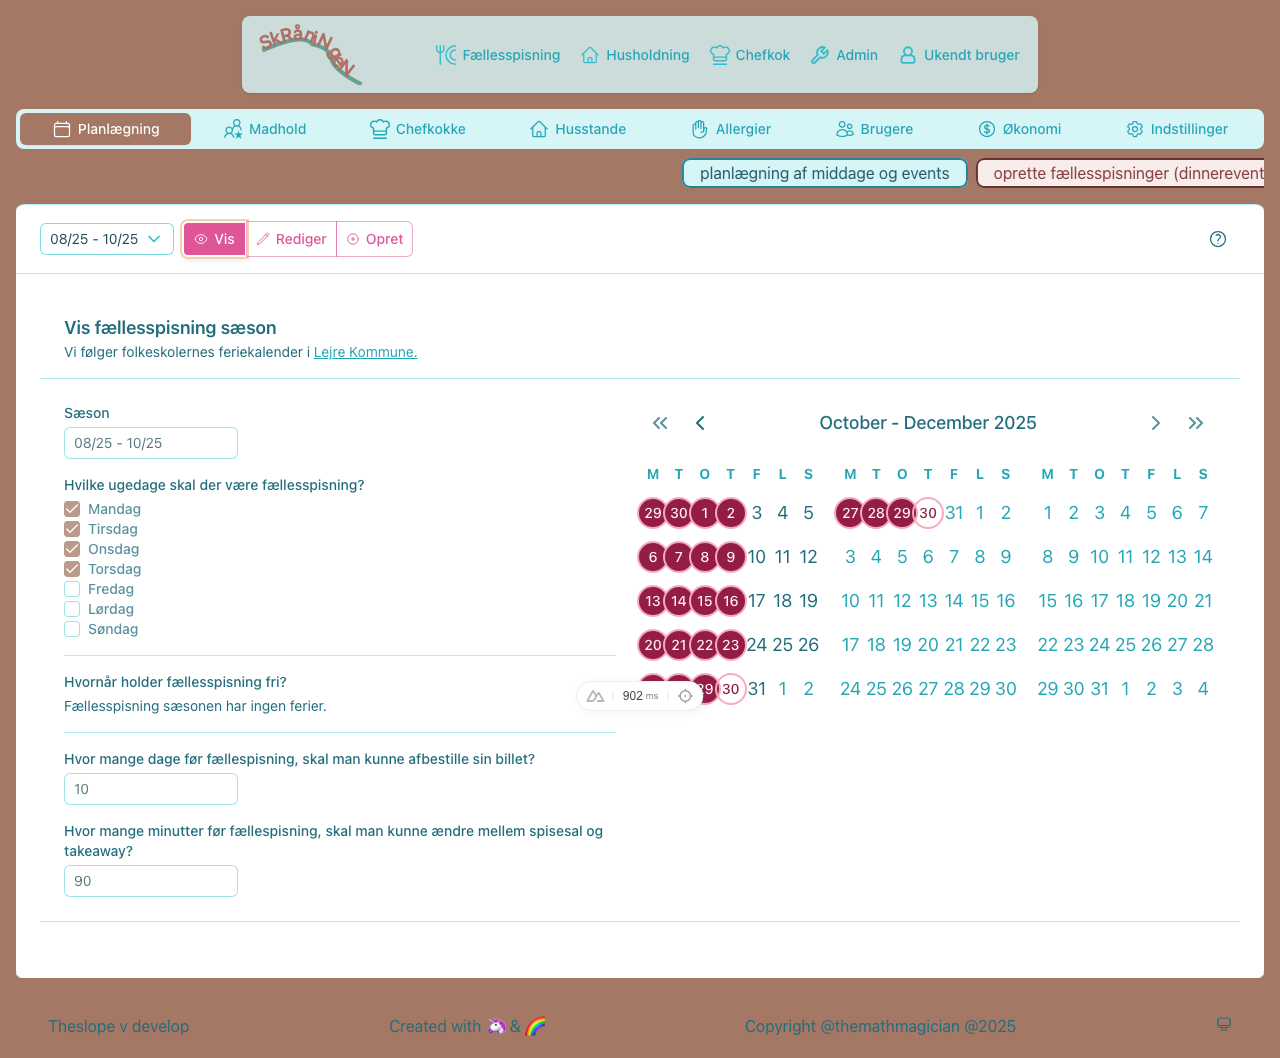 SkRåniNgeN
Fællesspisning Husholdning Chefkok Admin Ukendt bruger
Planlægning Madhold Chefkokke Husstande Allergier Brugere Økonomi Indstillinger
planlægning af middage og events oprette fællesspisninger (dinnerevent
08/25 - 10/25 Vis Rediger Opret
Vis fællesspisning sæson
Vi følger folkeskolernes feriekalender i Lejre Kommune.
Sæson
08/25 - 10/25
Hvilke ugedage skal der være fællesspisning?
Mandag
Tirsdag
Onsdag
Torsdag
Fredag
Lørdag
Søndag
Hvornår holder fællesspisning fri?
Fællesspisning sæsonen har ingen ferier.
Hvor mange dage før fællespisning, skal man kunne afbestille sin billet?
10
Hvor mange minutter før fællespisning, skal man kunne ændre mellem spisesal og
takeaway?
90
October - December 2025
M T O T F L S M T O T F L S M T O T F L S
29 30 1 2 3 4 5 27 28 29 30 31 1 2 1 2 3 4 5 6 7
6 7 8 9 10 11 12 3 4 5 6 7 8 9 8 9 10 11 12 13 14
13 14 15 16 17 18 19 10 11 12 13 14 15 16 15 16 17 18 19 20 21
20 21 22 23 24 25 26 17 18 19 20 21 22 23 22 23 24 25 26 27 28
29 30 31 1 2 24 25 26 27 28 29 30 29 30 31 1 2 3 4
902 ms
Theslope v develop Created with 🦄 & 🌈 Copyright @themathmagician @2025